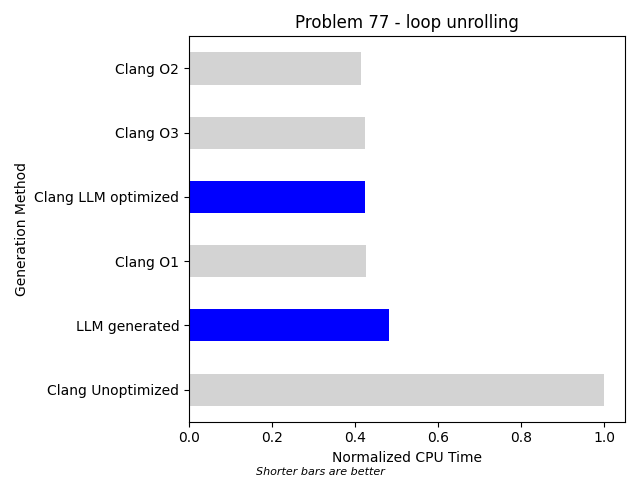 Problem 77 - loop unrolling
Generation Method
Clang O2
Clang O3
Clang LLM optimized
Clang O1
LLM generated
Clang Unoptimized
0.0 0.2 0.4 0.6 0.8 1.0
Normalized CPU Time
Shorter bars are better